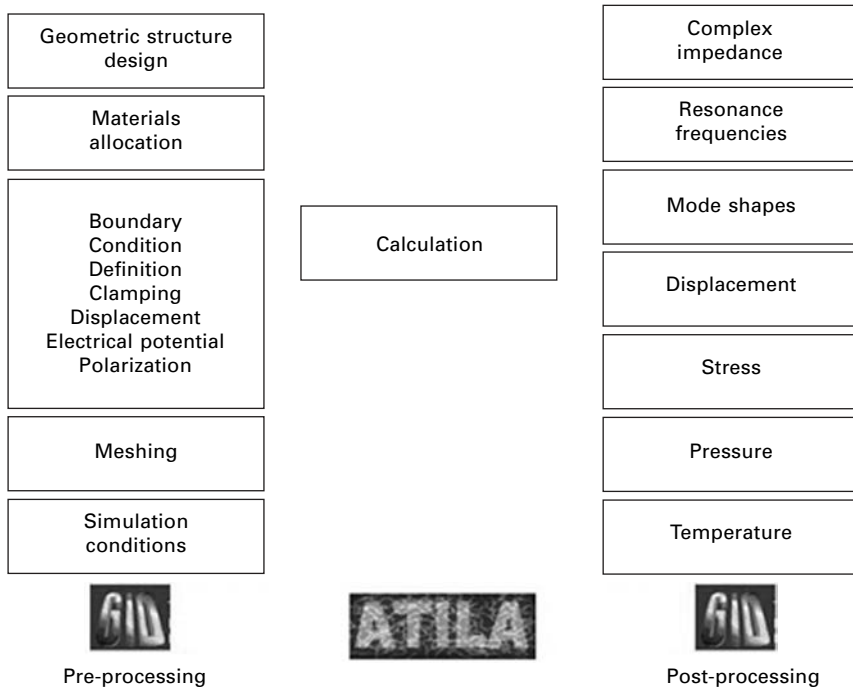 Geometric structure
design
Materials
allocation
Boundary
Condition
Definition
Clamping
Displacement
Electrical potential
Polarization
Meshing
Simulation
conditions
GiD
Pre-processing
Calculation
ATILA
Complex
impedance
Resonance
frequencies
Mode shapes
Displacement
Stress
Pressure
Temperature
GiD
Post-processing